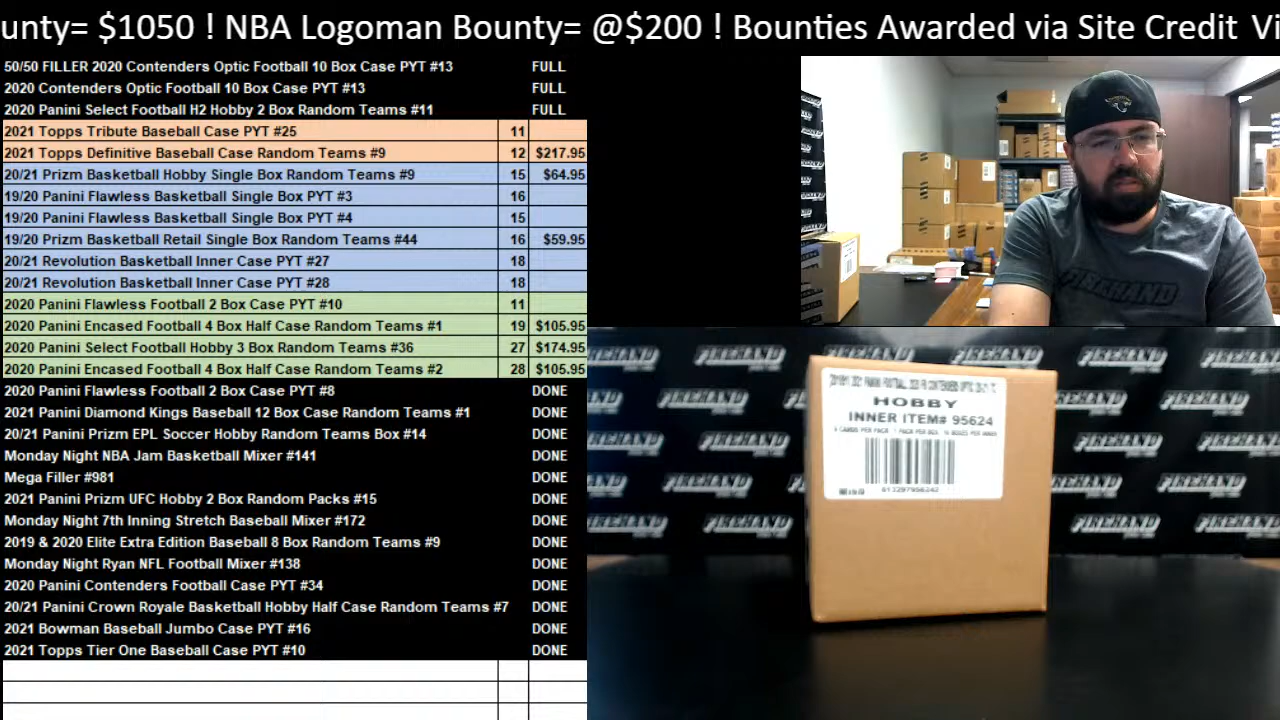 unty= $1050 ! NBA Logoman Bounty= @$200 ! Bounties Awarded via Site Credit Vi
50/50 FILLER 2020 Contenders Optic Football 10 Box Case PYT #13 FULL
2020 Contenders Optic Football 10 Box Case PYT #13 FULL
2020 Panini Select Football H2 Hobby 2 Box Random Teams #11 FULL
2021 Topps Tribute Baseball Case PYT #25 11
2021 Topps Definitive Baseball Case Random Teams #9 12 $217.95
20/21 Prizm Basketball Hobby Single Box Random Teams #9 15 $64.95
19/20 Panini Flawless Basketball Single Box PYT #3 16
19/20 Panini Flawless Basketball Single Box PYT #4 15
19/20 Prizm Basketball Retail Single Box Random Teams #44 16 $59.95
20/21 Revolution Basketball Inner Case PYT #27 18
20/21 Revolution Basketball Inner Case PYT #28 18
2020 Panini Flawless Football 2 Box Case PYT #10 11
2020 Panini Encased Football 4 Box Half Case Random Teams #1 19 $105.95
2020 Panini Select Football Hobby 3 Box Random Teams #36 27 $174.95
2020 Panini Encased Football 4 Box Half Case Random Teams #2 28 $105.95
2020 Panini Flawless Football 2 Box Case PYT #8 DONE
2021 Panini Diamond Kings Baseball 12 Box Case Random Teams #1 DONE
20/21 Panini Prizm EPL Soccer Hobby Random Teams Box #14 DONE
Monday Night NBA Jam Basketball Mixer #141 DONE
Mega Filler #981 DONE
2021 Panini Prizm UFC Hobby 2 Box Random Packs #15 DONE
Monday Night 7th Inning Stretch Baseball Mixer #172 DONE
2019 & 2020 Elite Extra Edition Baseball 8 Box Random Teams #9 DONE
Monday Night Ryan NFL Football Mixer #138 DONE
2020 Panini Contenders Football Case PYT #34 DONE
20/21 Panini Crown Royale Basketball Hobby Half Case Random Teams #7 DONE
2021 Bowman Baseball Jumbo Case PYT #16 DONE
2021 Topps Tier One Baseball Case PYT #10 DONE
FIREHAND
HOBBY
INNER ITEM# 95624
FIREHAND